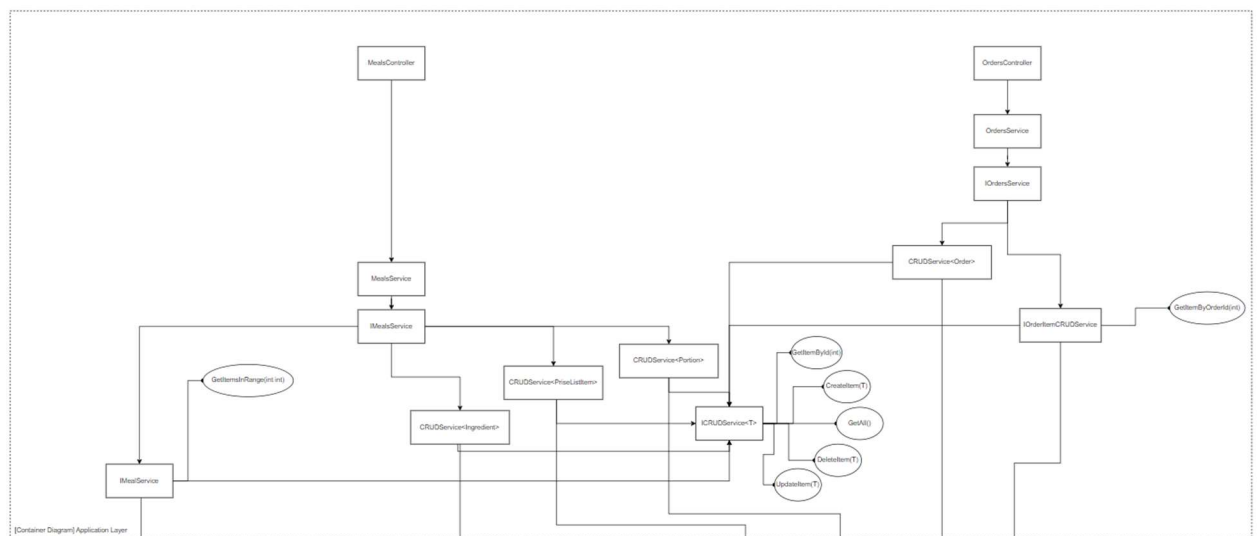 MealsController
OrdersController
OrdersService
IOrdersService
CRUDService<Order>
MealsService
GetItemByOrderId(int)
IMealsService
IOrderItemCRUDService
GetItemById(int)
CRUDService<Portion>
GetItemsInRange(int int)
CRUDService<PriseListItem>
CreateItem(T)
CRUDService<Ingredient>
ICRUDService<T>
GetAll()
DeleteItem(T)
IMealService
UpdateItem(T)
[Container Diagram] Application Layer